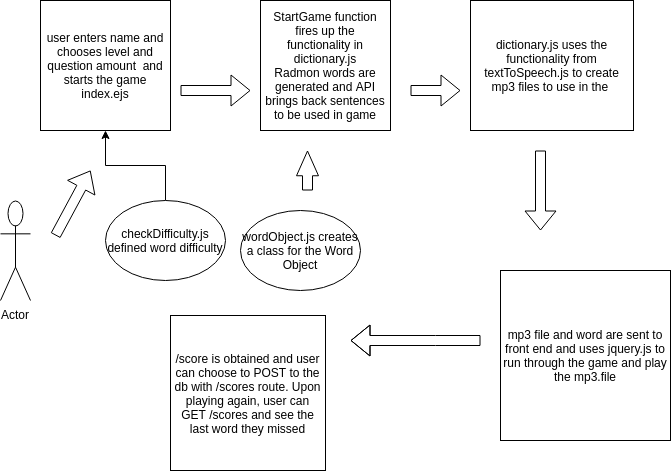 user enters name and
chooses level and
question amount  and
starts the game
index.ejs
StartGame function
fires up the
functionality in
dictionary.js
Radmon words are
generated and API
brings back sentences
to be used in game
dictionary.js uses the
functionality from
textToSpeech.js to create
mp3 files to use in the
checkDifficulty.js
defined word difficulty
wordObject.js creates
a class for the Word
Object
Actor
mp3 file and word are sent to
front end and uses jquery.js to
run through the game and play
the mp3.file
/score is obtained and user
can choose to POST to the
db with /scores route. Upon
playing again, user can
GET /scores and see the
last word they missed